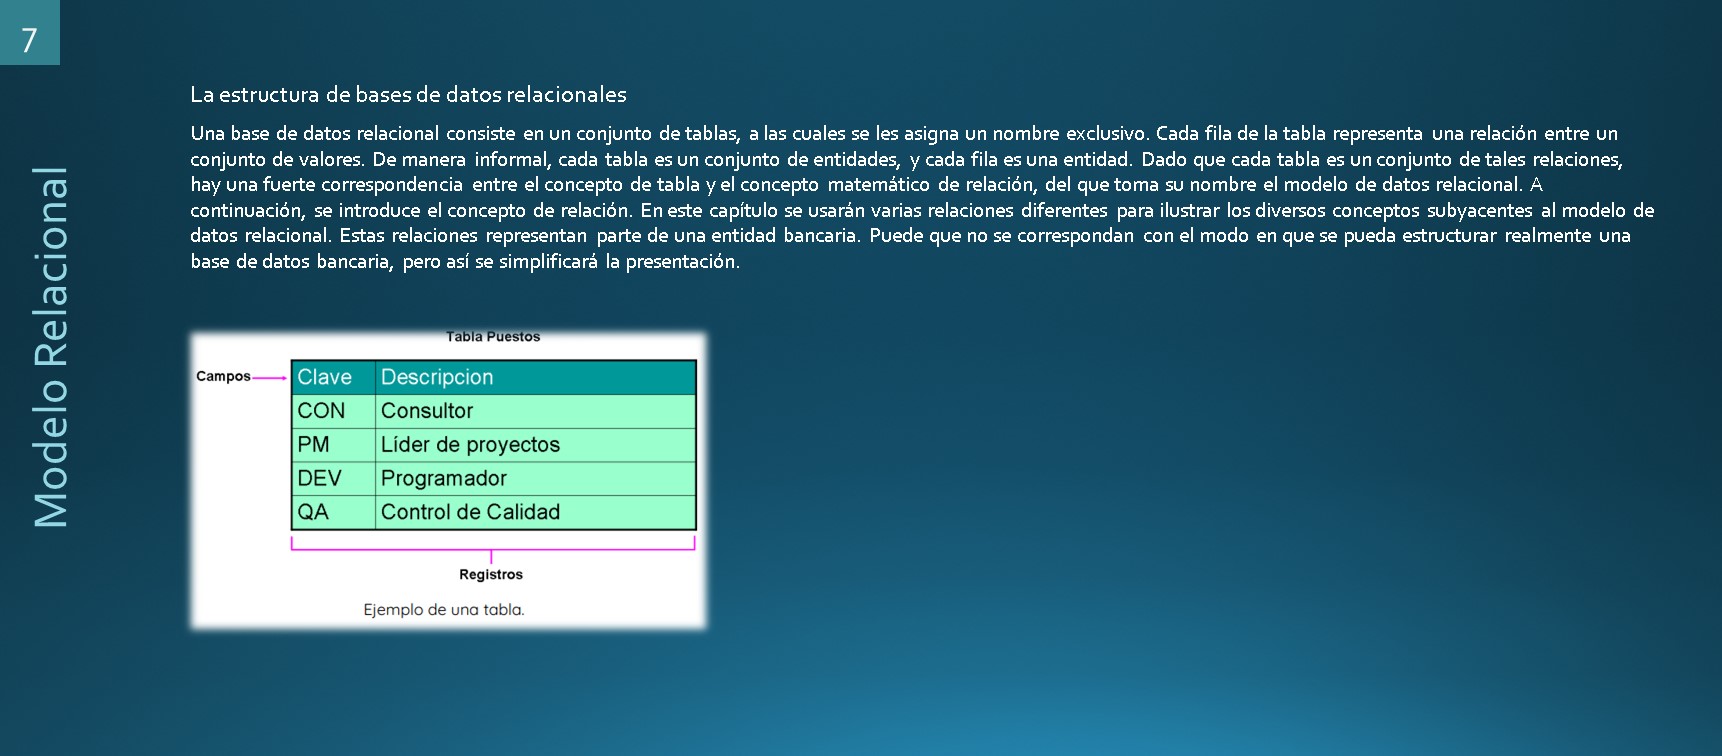 7
Modelo Relacional
La estructura de bases de datos relacionales
Una base de datos relacional consiste en un conjunto de tablas, a las cuales se les asigna un nombre exclusivo. Cada fila de la tabla representa una relación entre un
conjunto de valores. De manera informal, cada tabla es un conjunto de entidades, y cada fila es una entidad. Dado que cada tabla es un conjunto de tales relaciones,
hay una fuerte correspondencia entre el concepto de tabla y el concepto matemático de relación, del que toma su nombre el modelo de datos relacional. A
continuación, se introduce el concepto de relación. En este capítulo se usarán varias relaciones diferentes para ilustrar los diversos conceptos subyacentes al modelo de
datos relacional. Estas relaciones representan parte de una entidad bancaria. Puede que no se correspondan con el modo en que se pueda estructurar realmente una
base de datos bancaria, pero así se simplificará la presentación.
Tabla Puestos
Campos
Clave Descripcion
CON Consultor
PM Líder de proyectos
DEV Programador
QA Control de Calidad
Registros
Ejemplo de una tabla.